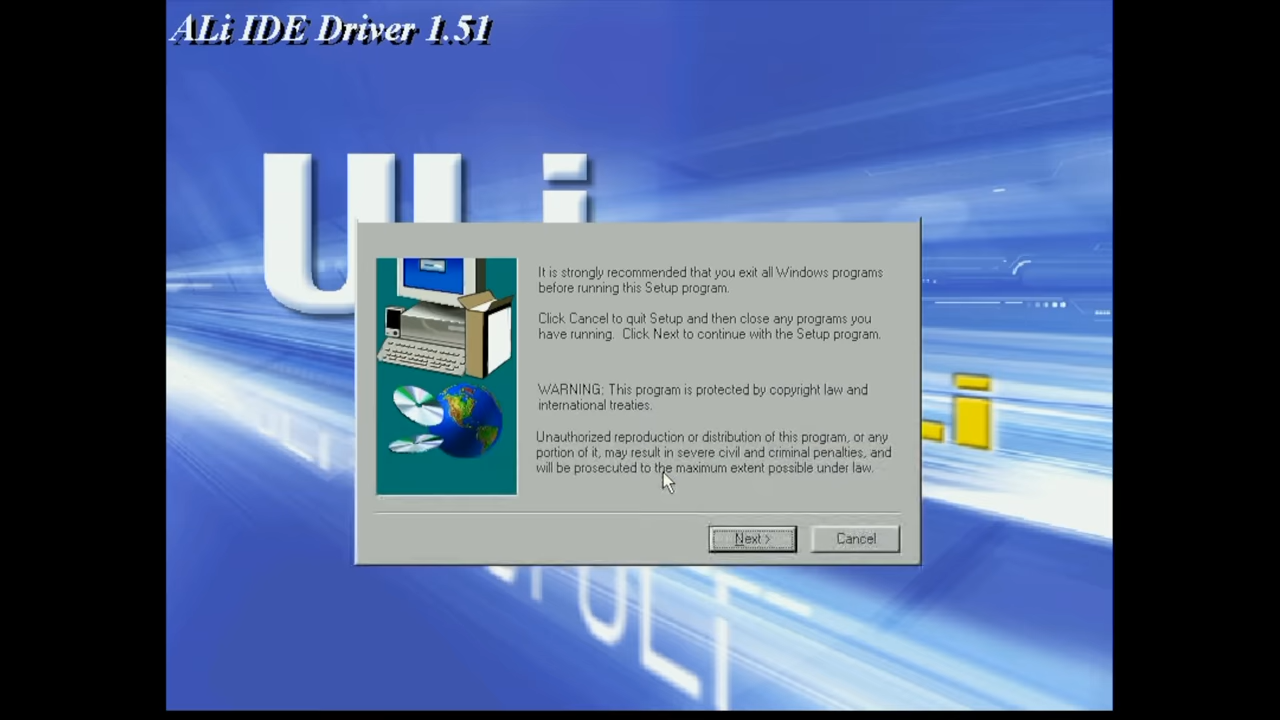 ALi IDE Driver 1.51
ULi
It is strongly recommended that you exit all Windows programs
before running this Setup program.
Click Cancel to quit Setup and then close any programs you
have running. Click Next to continue with the Setup program.
WARNING: This program is protected by copyright law and
international treaties.
Unauthorized reproduction or distribution of this program, or any
portion of it, may result in severe civil and criminal penalties, and
will be prosecuted to the maximum extent possible under law.
Next >
Cancel